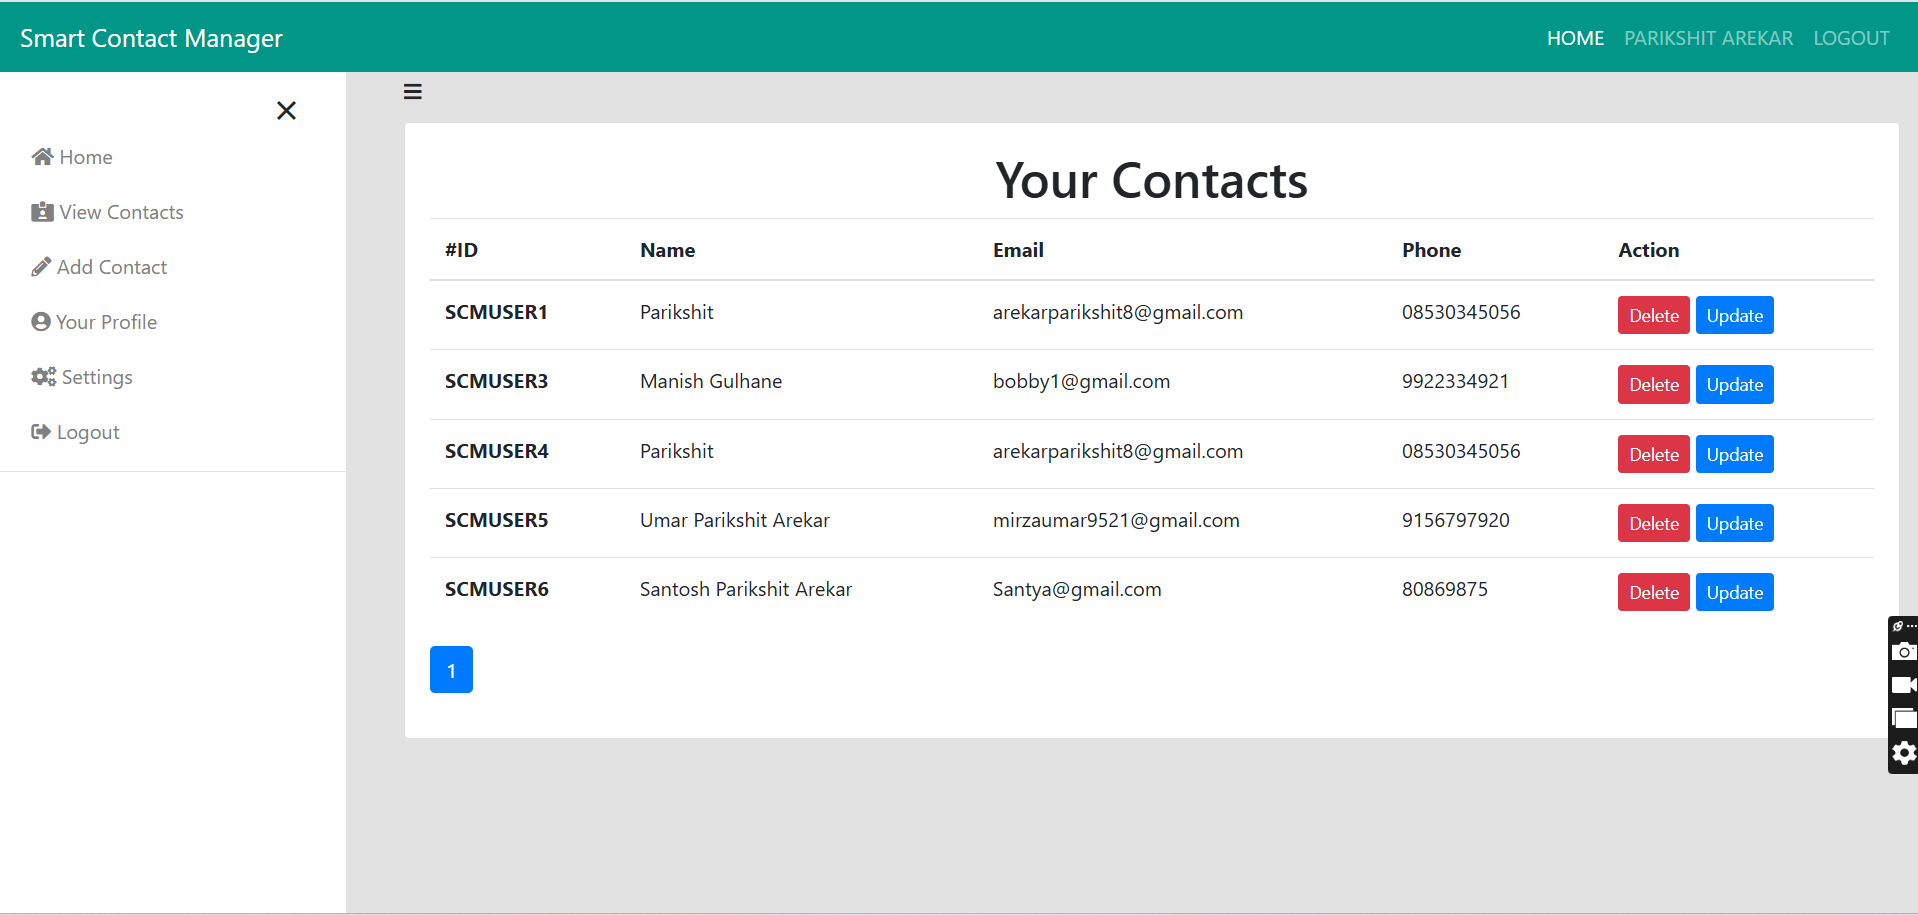 Smart Contact Manager HOME PARIKSHIT AREKAR LOGOUT
Home
View Contacts
Add Contact
Your Profile
Settings
Logout
Your Contacts
#ID Name Email Phone Action
SCMUSER1 Parikshit arekarparikshit8@gmail.com 08530345056 Delete Update
SCMUSER3 Manish Gulhane bobby1@gmail.com 9922334921 Delete Update
SCMUSER4 Parikshit arekarparikshit8@gmail.com 08530345056 Delete Update
SCMUSER5 Umar Parikshit Arekar mirzaumar9521@gmail.com 9156797920 Delete Update
SCMUSER6 Santosh Parikshit Arekar Santya@gmail.com 80869875 Delete Update
1